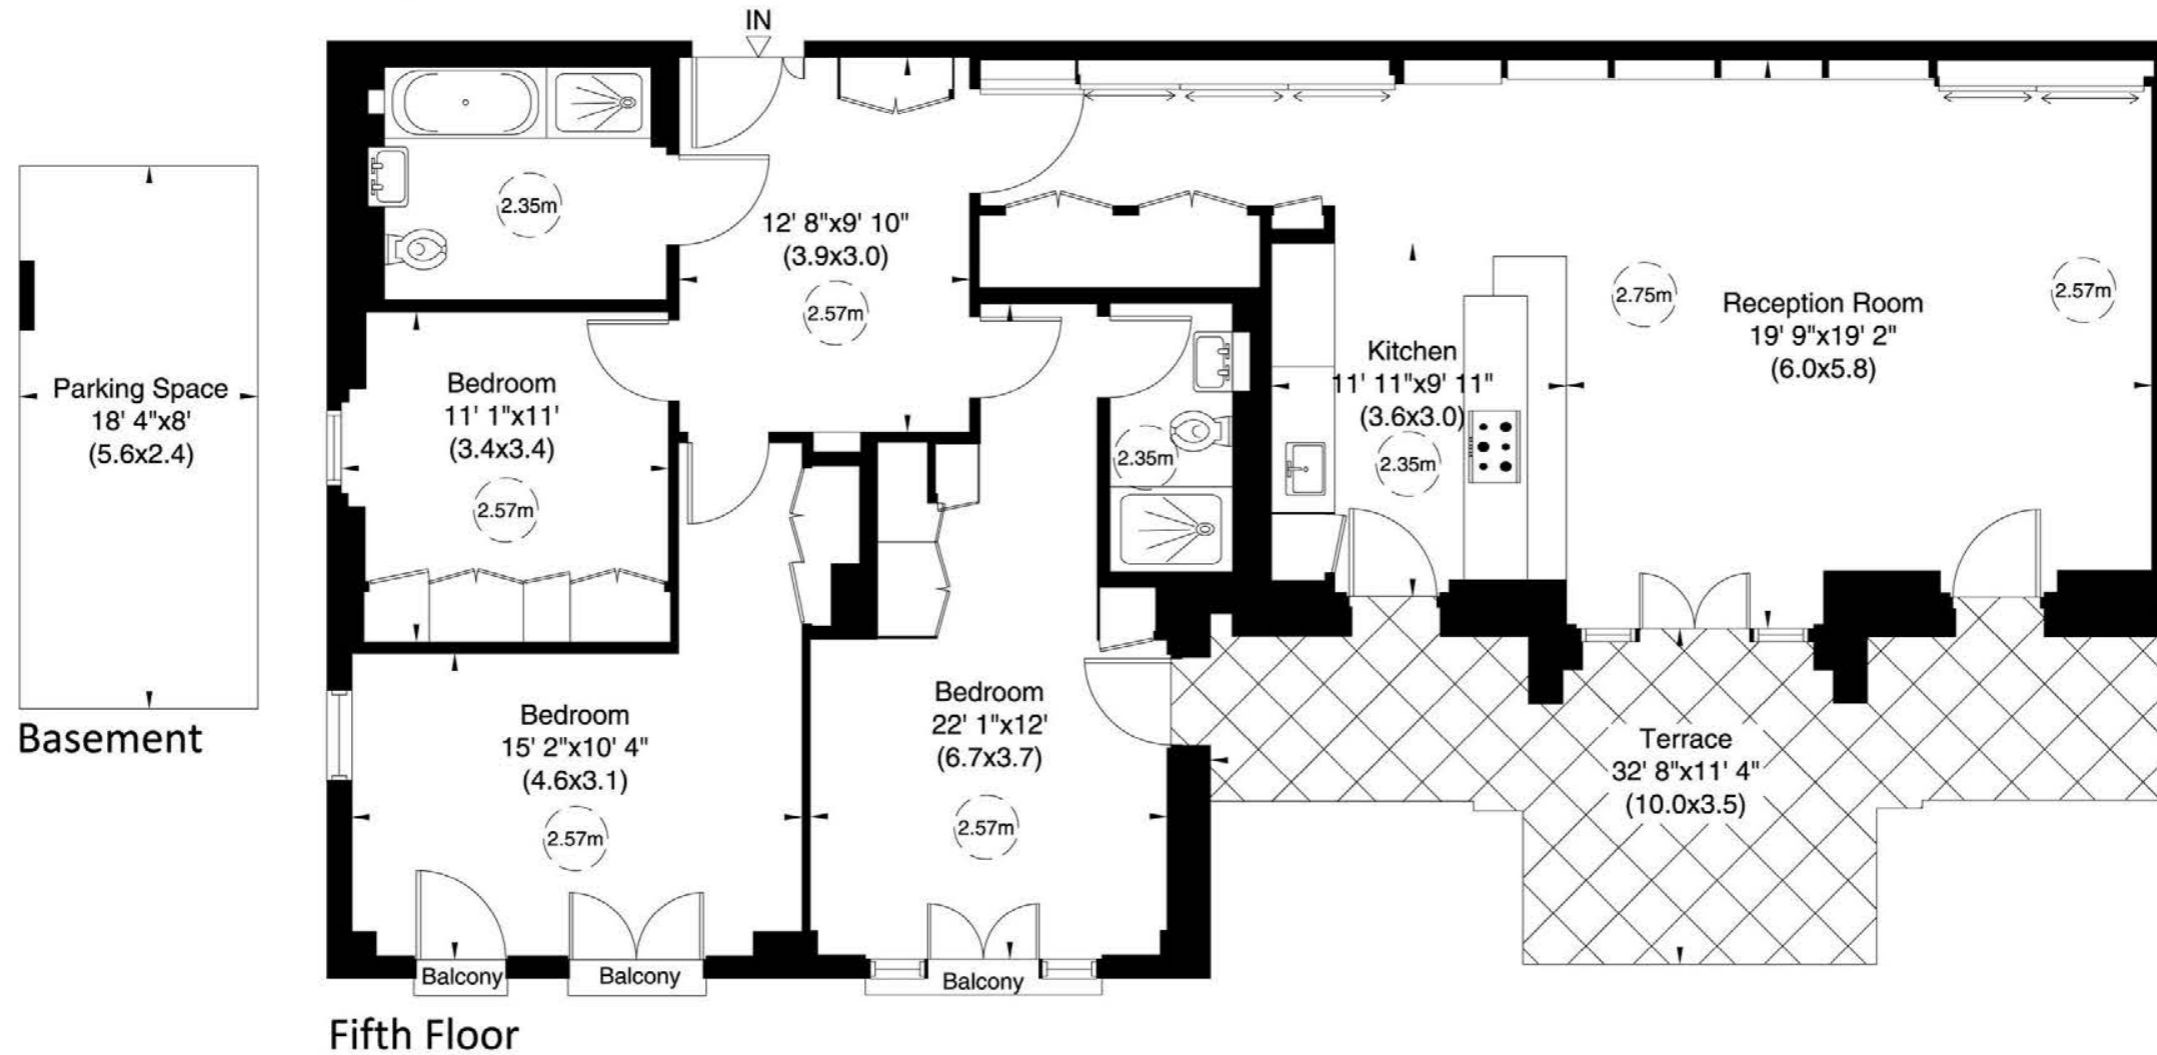 IN
2.35m
12' 8"x9' 10"
(3.9x3.0)
2.57m
Parking Space
18' 4"x8'
(5.6x2.4)
Basement
Bedroom
11' 1"x11'
(3.4x3.4)
2.57m
2.35m
Kitchen
11' 11"x9' 11"
(3.6x3.0)
2.35m
2.75m
Reception Room
19' 9"x19' 2"
(6.0x5.8)
2.57m
Bedroom
15' 2"x10' 4"
(4.6x3.1)
2.57m
Bedroom
22' 1"x12'
(6.7x3.7)
2.57m
Terrace
32' 8"x11' 4"
(10.0x3.5)
Balcony
Balcony
Balcony
Fifth Floor